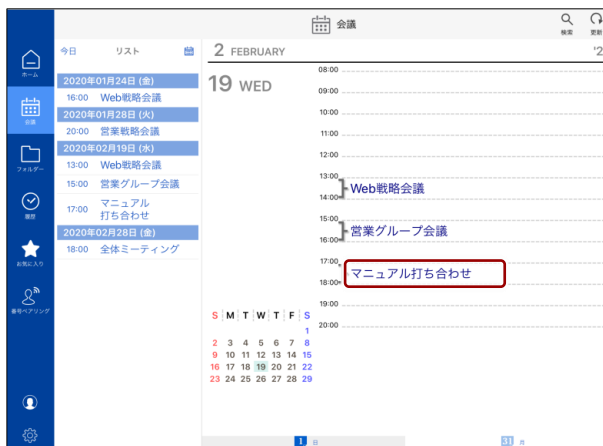 会議
検索
更新
今日
リスト
2 FEBRUARY
'2
ホーム
会議
フォルダー
履歴
お気に入り
番号ペアリング
2020年01月24日 (金)
16:00 Web戦略会議
2020年01月28日 (火)
20:00 営業戦略会議
2020年02月19日 (水)
13:00 Web戦略会議
15:00 営業グループ会議
17:00 マニュアル
打ち合わせ
2020年02月28日 (金)
18:00 全体ミーティング
19 WED
08:00
09:00
10:00
11:00
12:00
13:00
Web戦略会議
14:00
15:00
営業グループ会議
16:00
17:00
マニュアル打ち合わせ
18:00
19:00
20:00
S M T W T F S
1
2 3 4 5 6 7 8
9 10 11 12 13 14 15
16 17 18 19 20 21 22
23 24 25 26 27 28 29
1 日
31 月